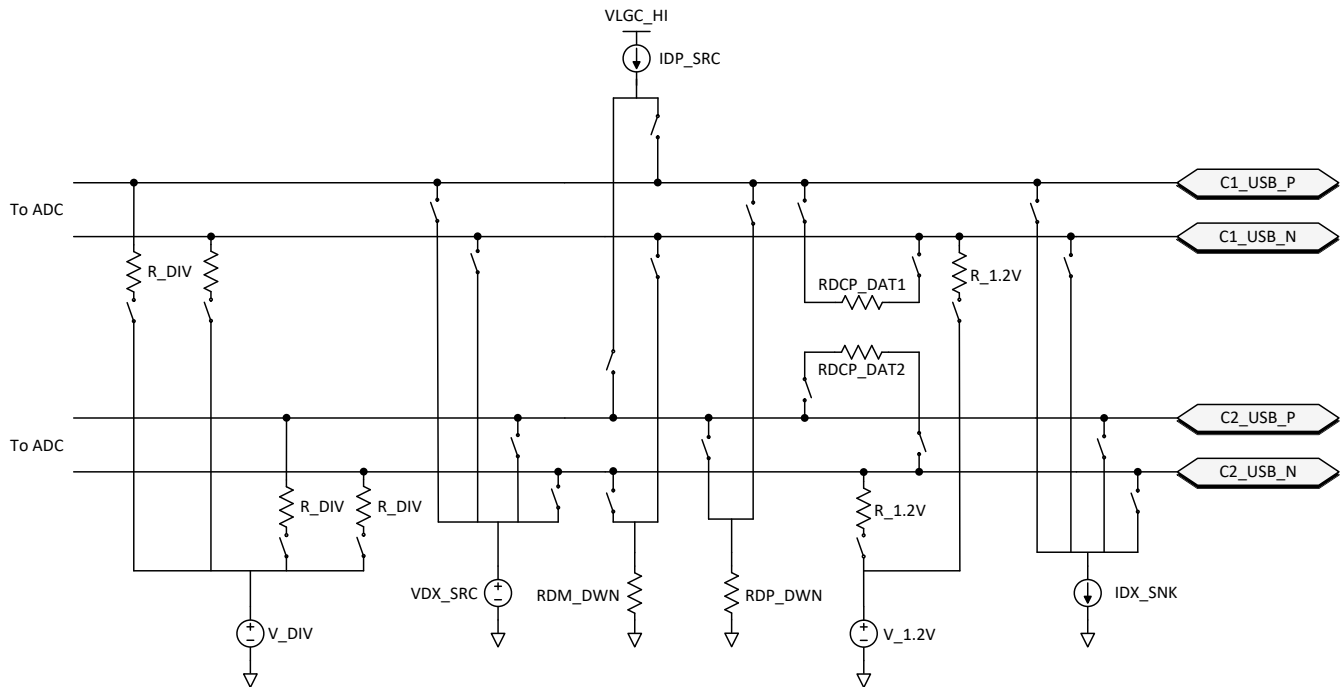 VLGC_HI
IDP_SRC
C1_USB_P
To ADC
C1_USB_N
R_DIV
R_1.2V
RDCP_DAT1
RDCP_DAT2
C2_USB_P
To ADC
C2_USB_N
R_DIV
R_DIV
R_1.2V
VDX_SRC
RDM_DWN
RDP_DWN
IDX_SNK
V_DIV
V_1.2V